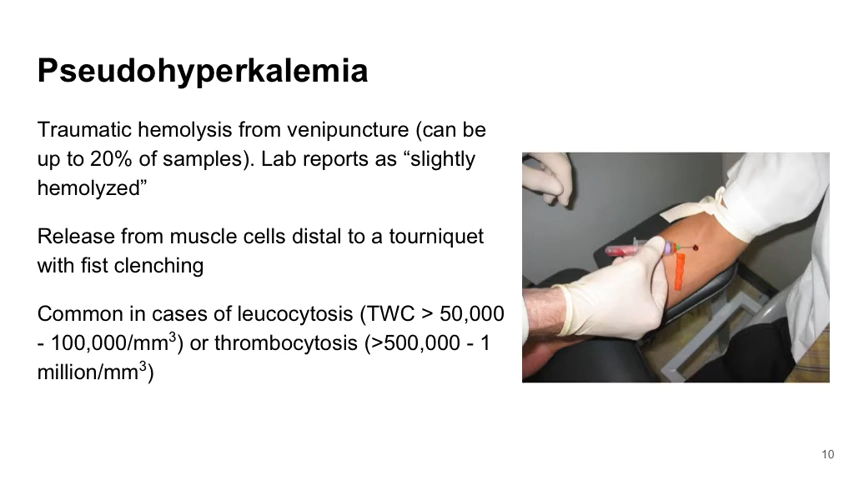 Pseudohyperkalemia
Traumatic hemolysis from venipuncture (can be
up to 20% of samples). Lab reports as “slightly
hemolyzed”
Release from muscle cells distal to a tourniquet
with fist clenching
Common in cases of leucocytosis (TWC > 50,000
- 100,000/mm³) or thrombocytosis (>500,000 - 1
million/mm³)
10